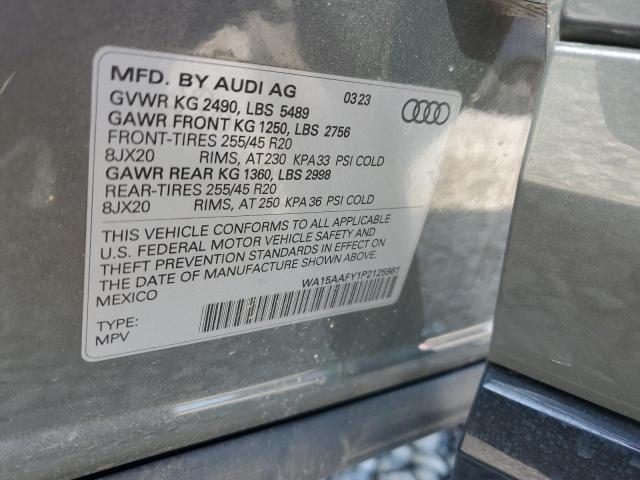 MFD. BY AUDI AG 03 23
GVWR KG 2490, LBS 5489
GAWR FRONT KG 1250, LBS 2756
FRONT-TIRES 255/45 R20
8JX20 RIMS, AT 230 KPA 33 PSI COLD
GAWR REAR KG 1360, LBS 2998
REAR-TIRES 255/45 R20
8JX20 RIMS, AT 250 KPA 36 PSI COLD
THIS VEHICLE CONFORMS TO ALL APPLICABLE
U.S. FEDERAL MOTOR VEHICLE SAFETY AND
THEFT PREVENTION STANDARDS IN EFFECT ON
THE DATE OF MANUFACTURE SHOWN ABOVE.
MEXICO
WA15AAFY1P2125961
TYPE:
MPV